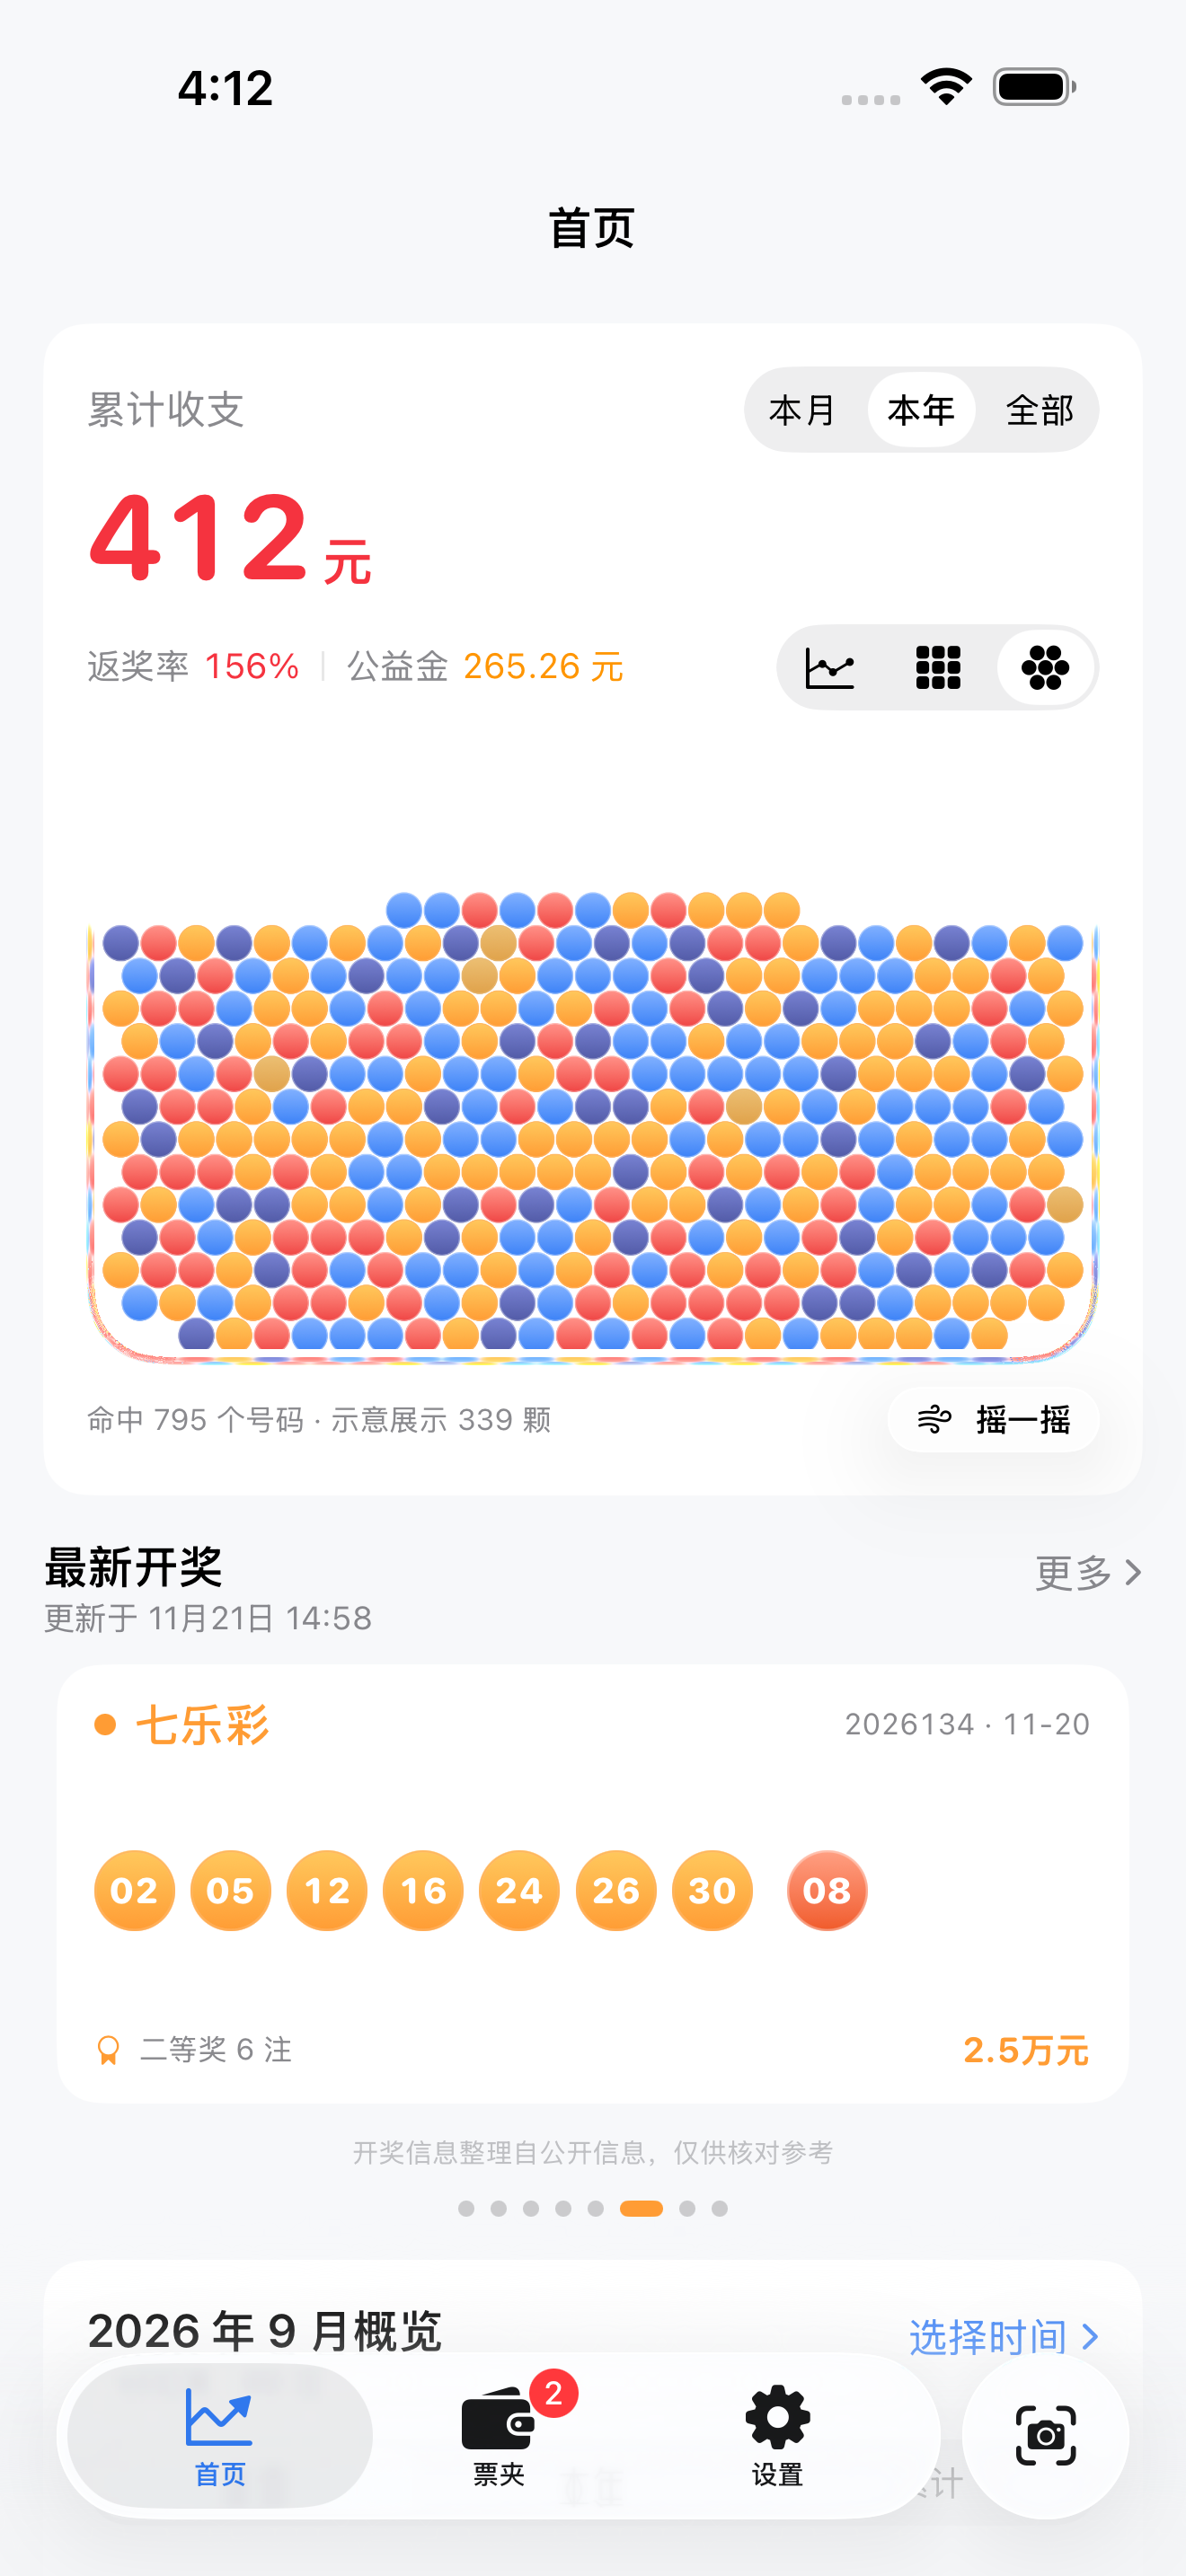 4:12
首页
累计收支
本月 本年 全部
412 元
返奖率 156% 公益金 265.26 元
命中 795 个号码 · 示意展示 339 颗
摇一摇
最新开奖
更多
更新于 11月21日 14:58
七乐彩
2026134 · 11-20
02 05 12 16 24 26 30 08
二等奖 6 注
2.5万元
开奖信息整理自公开信息，仅供核对参考
2026 年 9 月概览
选择时间
2
首页 票夹 设置
计